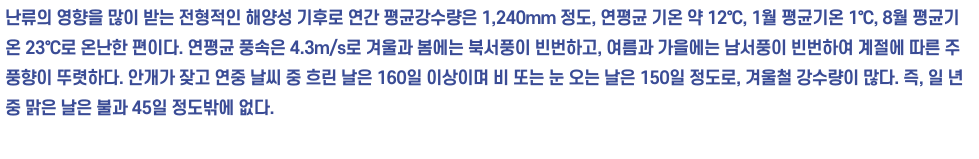 난류의 영향을 많이 받는 전형적인 해양성 기후로 연간 평균강수량은 1,240mm 정도, 연평균 기온 약 12℃, 1월 평균기온 1℃, 8월 평균기
온 23℃로 온난한 편이다. 연평균 풍속은 4.3m/s로 겨울과 봄에는 북서풍이 빈번하고, 여름과 가을에는 남서풍이 빈번하여 계절에 따른 주
풍향이 뚜렷하다. 안개가 잦고 연중 날씨 중 흐린 날은 160일 이상이며 비 또는 눈 오는 날은 150일 정도로, 겨울철 강수량이 많다. 즉, 일 년
중 맑은 날은 불과 45일 정도밖에 없다.